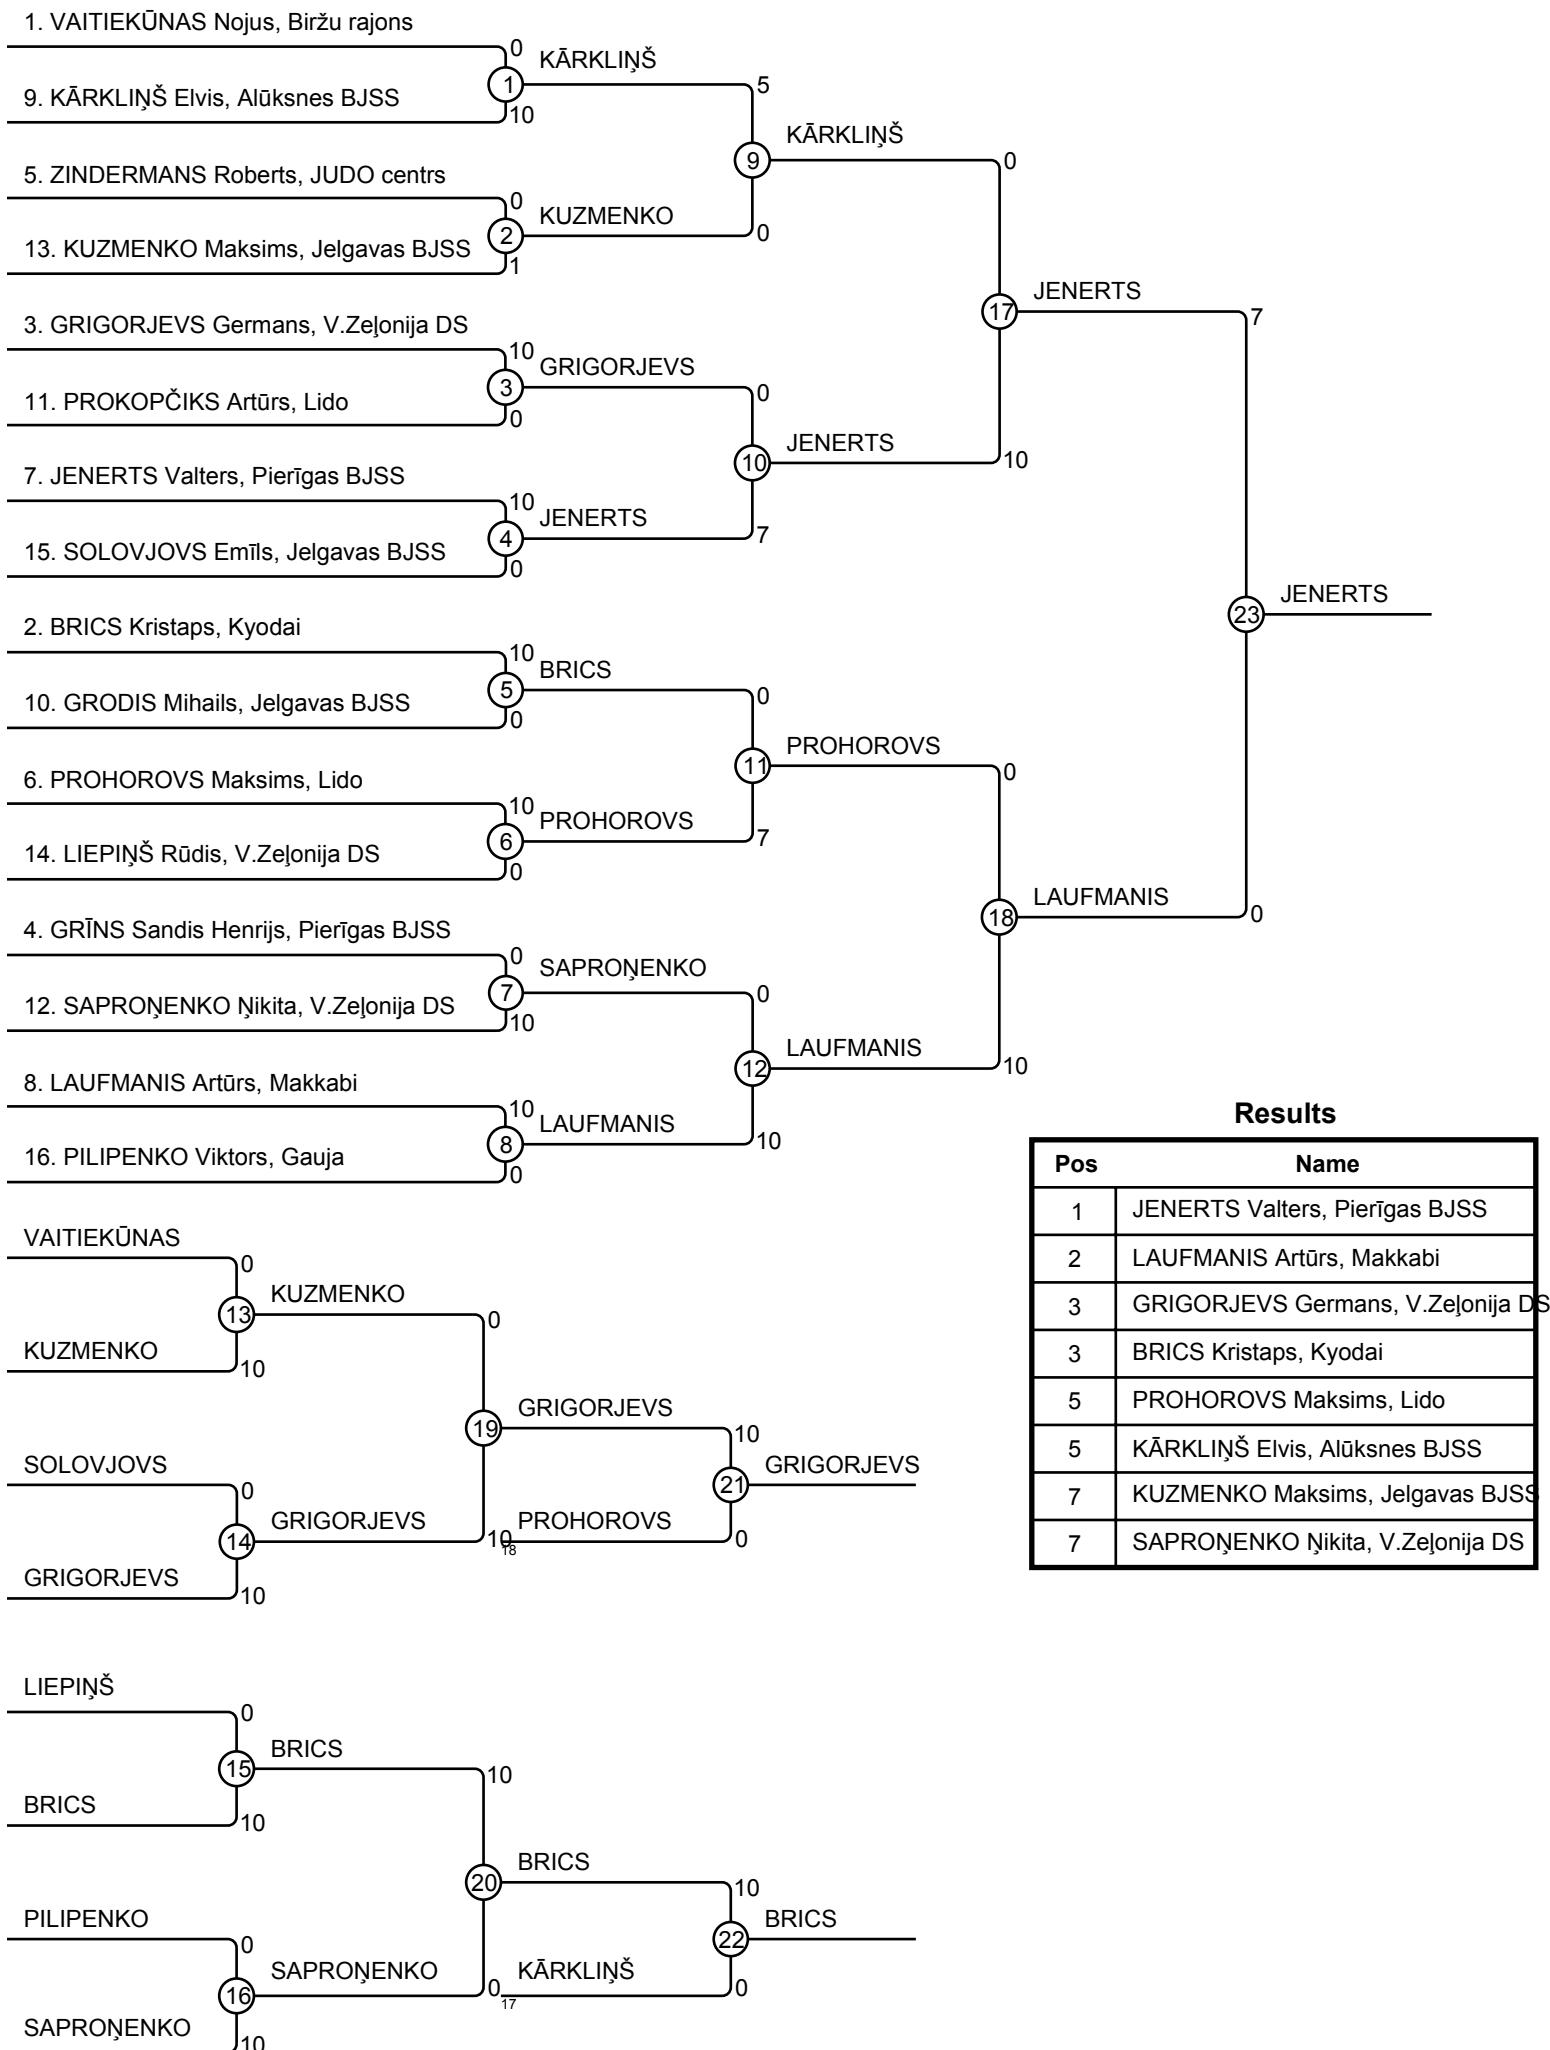 1. VAITIEKŪNAS Nojus, Biržu rajons
0
KĀRKLIŅŠ
1
5
9. KĀRKLIŅŠ Elvis, Alūksnes BJSS
10
KĀRKLIŅŠ
9
0
5. ZINDERMANS Roberts, JUDO centrs
0
KUZMENKO
2
0
13. KUZMENKO Maksims, Jelgavas BJSS
1
JENERTS
17
7
3. GRIGORJEVS Germans, V.Zeļonija DS
10
GRIGORJEVS
3
0
11. PROKOPČIKS Artūrs, Lido
0
JENERTS
10
10
7. JENERTS Valters, Pierīgas BJSS
10
JENERTS
4
7
15. SOLOVJOVS Emīls, Jelgavas BJSS
0
JENERTS
23
2. BRICS Kristaps, Kyodai
10
BRICS
5
0
10. GRODIS Mihails, Jelgavas BJSS
0
PROHOROVS
11
0
6. PROHOROVS Maksims, Lido
10
PROHOROVS
6
7
14. LIEPIŅŠ Rūdis, V.Zeļonija DS
0
LAUFMANIS
18
0
4. GRĪNS Sandis Henrijs, Pierīgas BJSS
0
SAPROŅENKO
7
0
12. SAPROŅENKO Ņikita, V.Zeļonija DS
10
LAUFMANIS
12
10
8. LAUFMANIS Artūrs, Makkabi
10
LAUFMANIS
8
10
16. PILIPENKO Viktors, Gauja
0
Results
Pos Name
1 JENERTS Valters, Pierīgas BJSS
2 LAUFMANIS Artūrs, Makkabi
3 GRIGORJEVS Germans, V.Zeļonija DS
3 BRICS Kristaps, Kyodai
5 PROHOROVS Maksims, Lido
5 KĀRKLIŅŠ Elvis, Alūksnes BJSS
7 KUZMENKO Maksims, Jelgavas BJSS
7 SAPROŅENKO Ņikita, V.Zeļonija DS
VAITIEKŪNAS
0
KUZMENKO
13
0
KUZMENKO
10
GRIGORJEVS
19
10
SOLOVJOVS
0
GRIGORJEVS
21
GRIGORJEVS
14
10
PROHOROVS
18
0
GRIGORJEVS
10
LIEPIŅŠ
0
BRICS
15
10
BRICS
10
BRICS
20
10
PILIPENKO
0
BRICS
22
SAPROŅENKO
16
0
KĀRKLIŅŠ
17
0
SAPROŅENKO
10